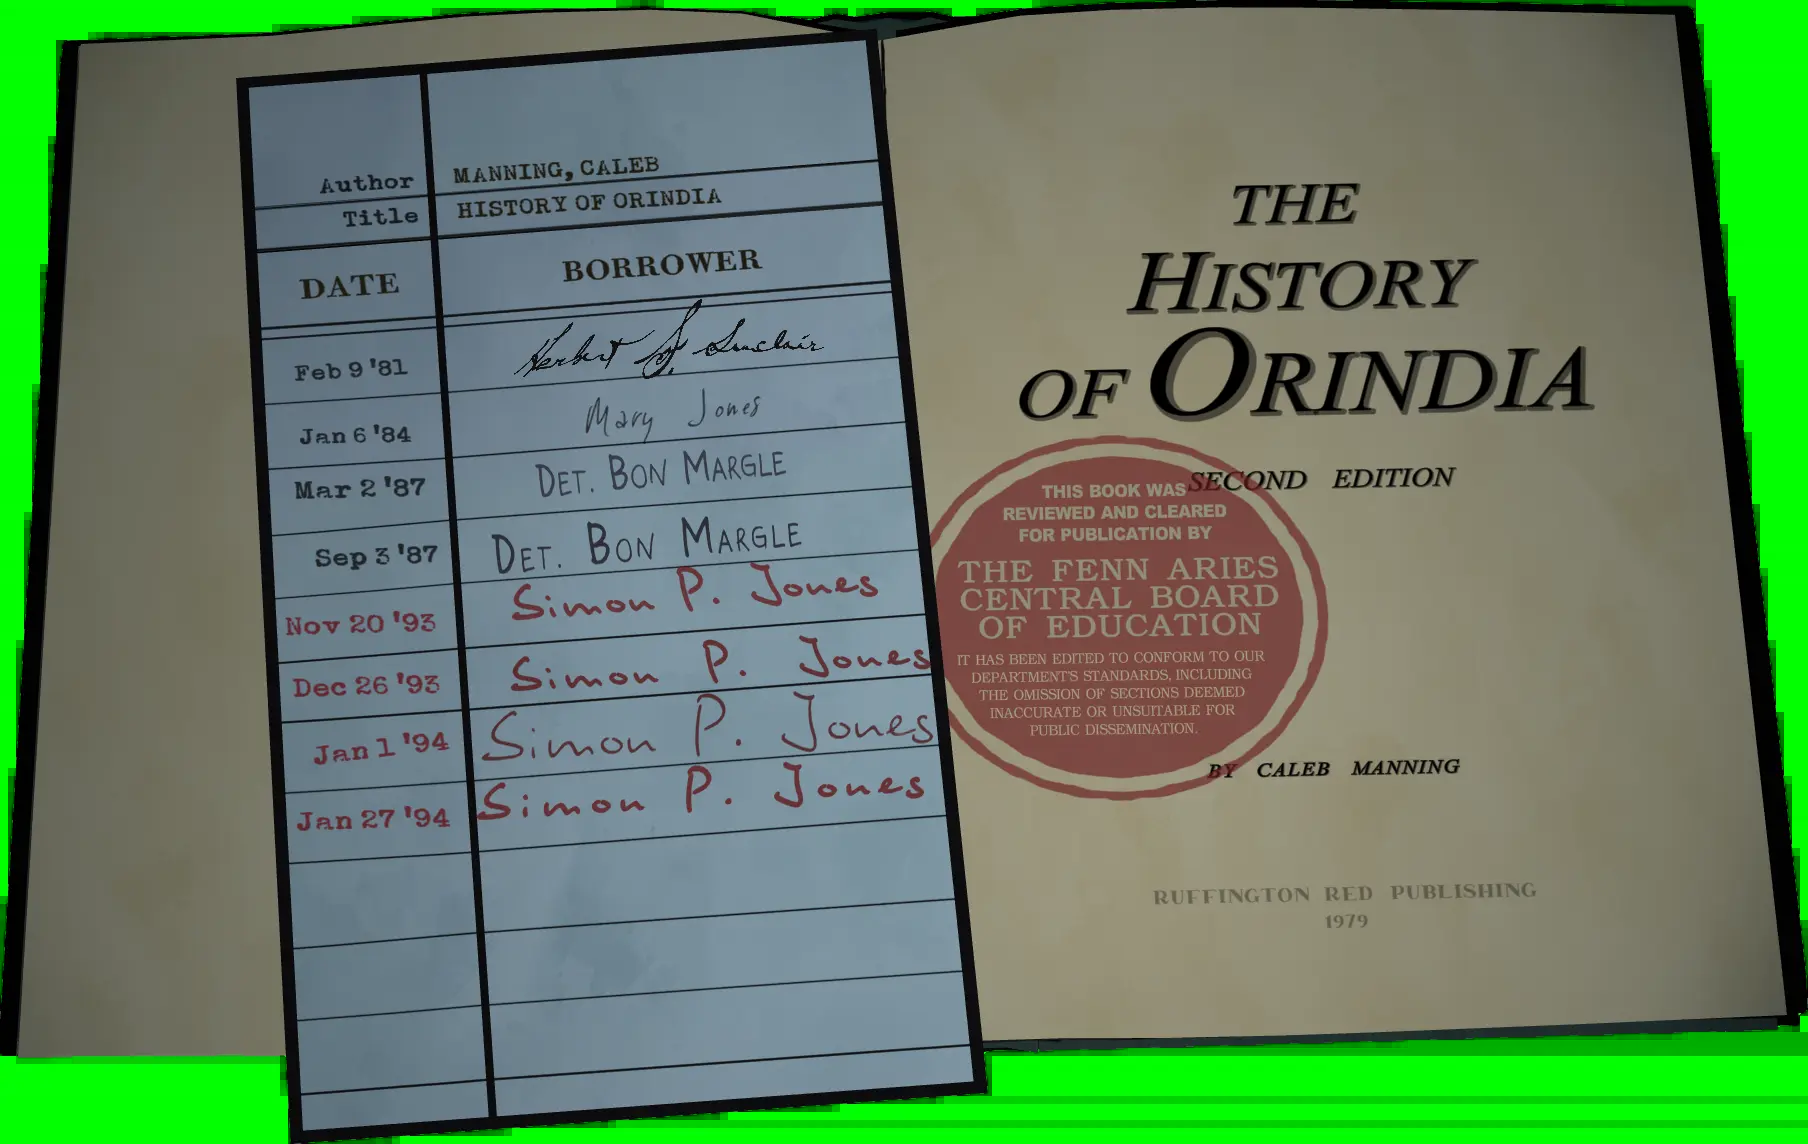 Author MANNING, CALEB
Title HISTORY OF ORINDIA
DATE BORROWER
Feb 9 '81 Herbert S. Sinclair
Jan 6 '84 Mary Jones
Mar 2 '87 DET. BON MARGLE
Sep 3 '87 DET. BON MARGLE
Nov 20 '93 Simon P. Jones
Dec 26 '93 Simon P. Jones
Jan 1 '94 Simon P. Jones
Jan 27 '94 Simon P. Jones
THE
HISTORY
OF ORINDIA
SECOND EDITION
THIS BOOK WAS
REVIEWED AND CLEARED
FOR PUBLICATION BY
THE FENN ARIES
CENTRAL BOARD
OF EDUCATION
IT HAS BEEN EDITED TO CONFORM TO OUR
DEPARTMENT'S STANDARDS, INCLUDING
THE OMISSION OF SECTIONS DEEMED
INACCURATE OR UNSUITABLE FOR
PUBLIC DISSEMINATION.
BY CALEB MANNING
RUFFINGTON RED PUBLISHING
1979